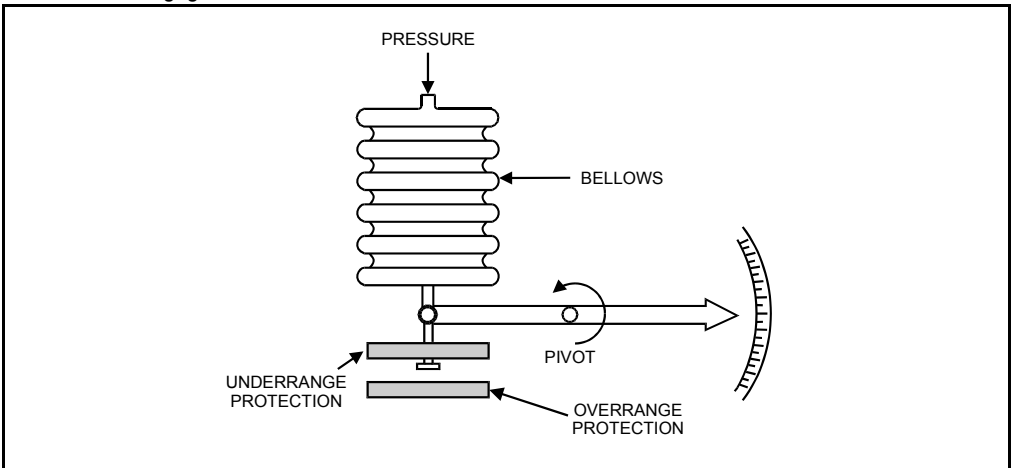 PRESSURE
BELLOWS
PIVOT
UNDERRANGE
PROTECTION
OVERRANGE
PROTECTION